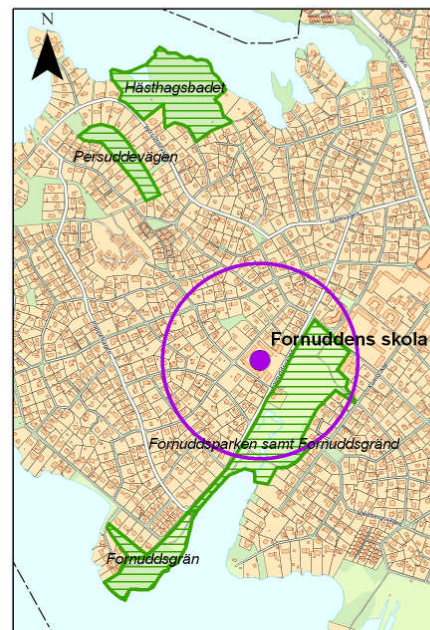 N
Hästhagsbadet
Persuddevägen
Fornuddens skola
Fornuddsparken samt Fornuddsgränd
Fornuddsgrän